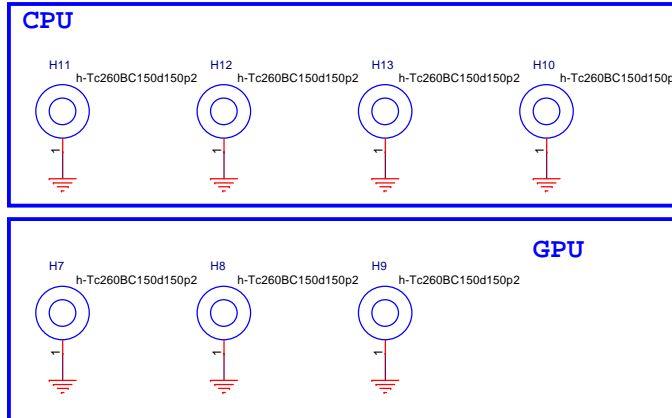 CPU
H11 H12 H13 H10
h-Tc260BC150d150p2 h-Tc260BC150d150p2 h-Tc260BC150d150p2 h-Tc260BC150d150p
1 1 1 1
GPU
H7 H8 H9
h-Tc260BC150d150p2 h-Tc260BC150d150p2 h-Tc260BC150d150p2
1 1 1